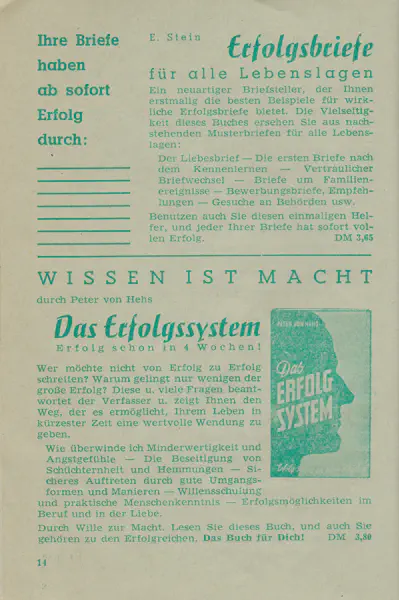 Ihre Briefe
haben
ab sofort
Erfolg
durch:
E. Stein
Erfolgsbriefe
für alle Lebenslagen
Ein neuartiger Briefsteller, der Ihnen
erstmalig die besten Beispiele für wirk-
liche Erfolgsbriefe bietet. Die Vielseitig-
keit dieses Buches ersehen Sie aus nach-
stehenden Musterbriefen für alle Lebens-
lagen:
Der Liebesbrief — Die ersten Briefe nach
dem Kennenlernen — Vertraulicher
Briefwechsel — Briefe um Familien-
ereignisse — Bewerbungsbriefe, Empfeh-
lungen — Gesuche an Behörden usw.
Benutzen auch Sie diesen einmaligen Hel-
fer, und jeder Ihrer Briefe hat sofort vol-
len Erfolg. DM 3,65
WISSEN IST MACHT
durch Peter von Hehs
Das Erfolgssystem
Erfolg schon in 4 Wochen!
Wer möchte nicht von Erfolg zu Erfolg
schreiten? Warum gelingt nur wenigen der
große Erfolg? Diese u. viele Fragen beant-
wortet der Verfasser u. zeigt Ihnen den
Weg, der es ermöglicht, Ihrem Leben in
kürzester Zeit eine wertvolle Wendung zu
geben.
Wie überwinde ich Minderwertigkeit und
Angstgefühle — Die Beseitigung von
Schüchternheit und Hemmungen — Si-
cheres Auftreten durch gute Umgangs-
formen und Manieren — Willensschulung
und praktische Menschenkenntnis — Erfolgsmöglichkeiten im
Beruf und in der Liebe.
Durch Wille zur Macht. Lesen Sie dieses Buch, und auch Sie
gehören zu den Erfolgreichen. Das Buch für Dich! DM 3,80
PETER VON HEHS
Das
ERFOLG
SYSTEM
14